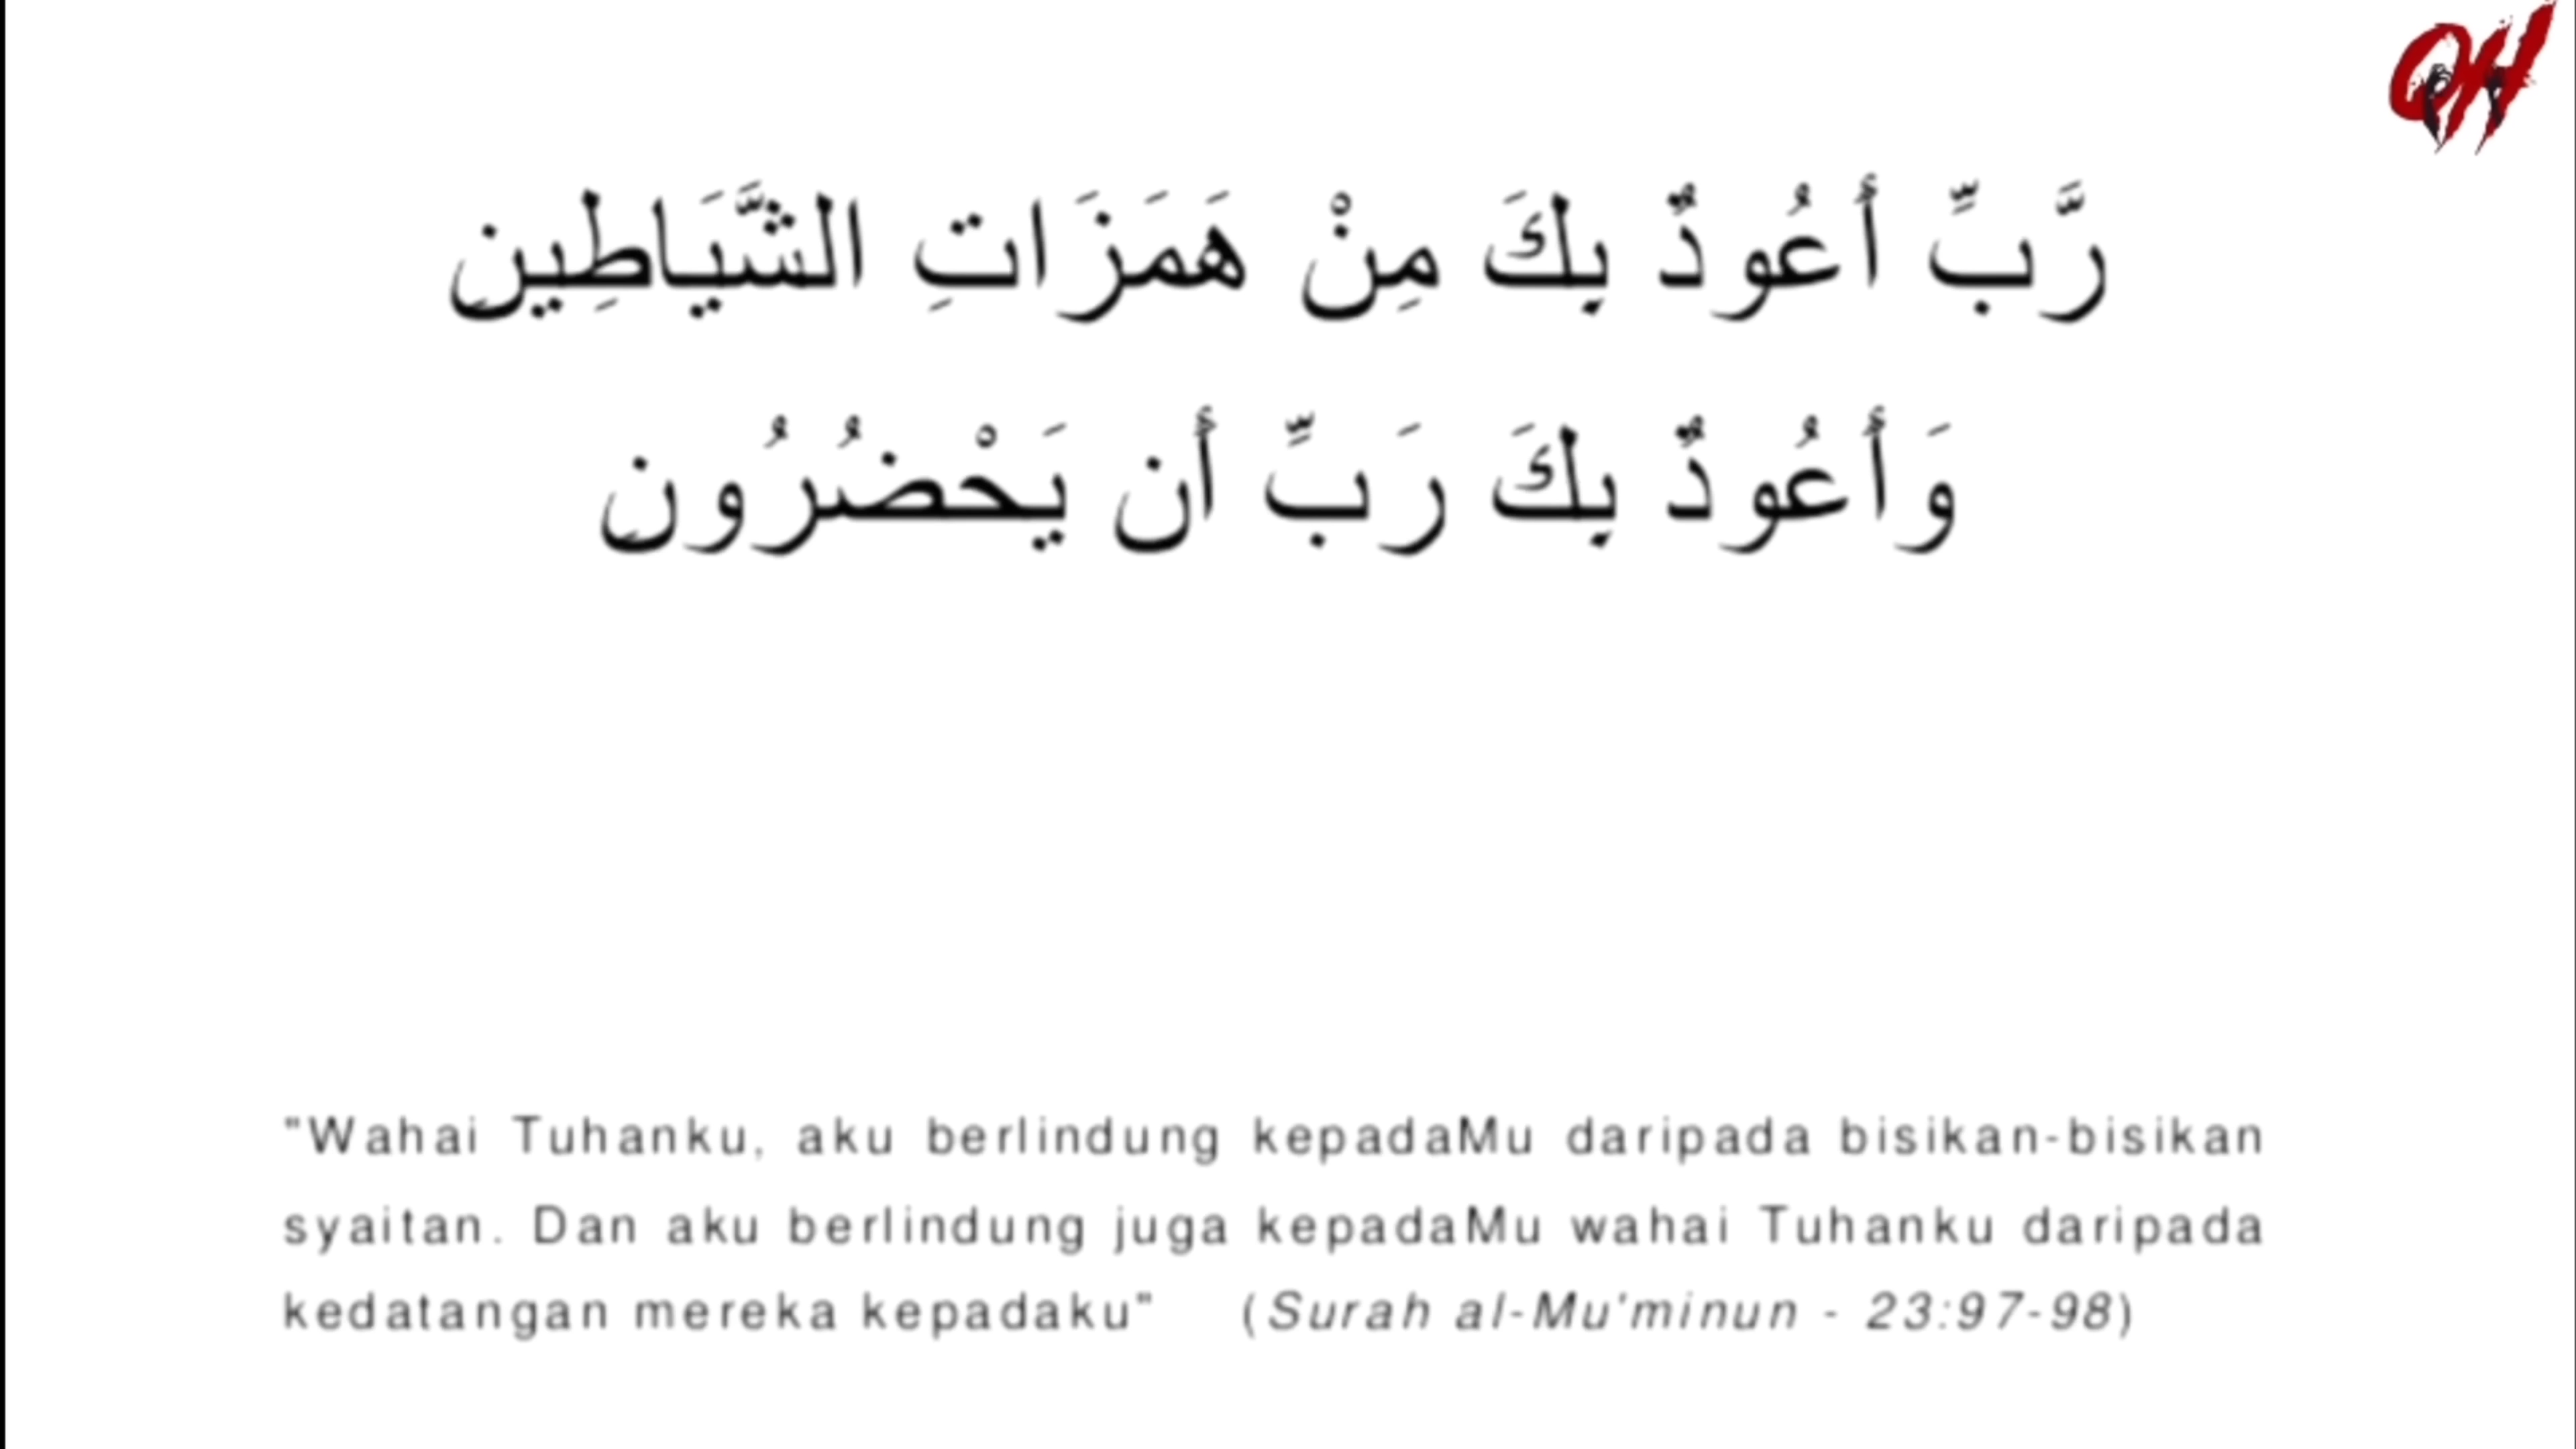 OH
رَّبِّ أَعُوذٌ بِكَ مِنْ هَمَزَاتِ الشَّيَاطِينِ
وَأَعُوذٌ بِكَ رَبِّ أَن يَحْضُرُونِ
"Wahai Tuhanku, aku berlindung kepadaMu daripada bisikan-bisikan
syaitan. Dan aku berlindung juga kepadaMu wahai Tuhanku daripada
kedatangan mereka kepadaku" (Surah al-Mu'minun - 23:97-98)